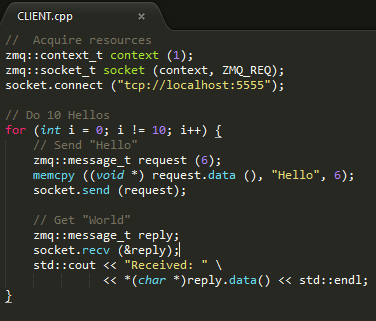 CLIENT.cpp ×
//  Acquire resources
zmq::context_t context (1);
zmq::socket_t socket (context, ZMQ_REQ);
socket.connect ("tcp://localhost:5555");

// Do 10 Hellos
for (int i = 0; i != 10; i++) {
    // Send "Hello"
    zmq::message_t request (6);
    memcpy ((void *) request.data (), "Hello", 6);
    socket.send (request);

    // Get "World"
    zmq::message_t reply;
    socket.recv (&reply);
    std::cout << "Received: " \
            << *(char *)reply.data() << std::endl;
}